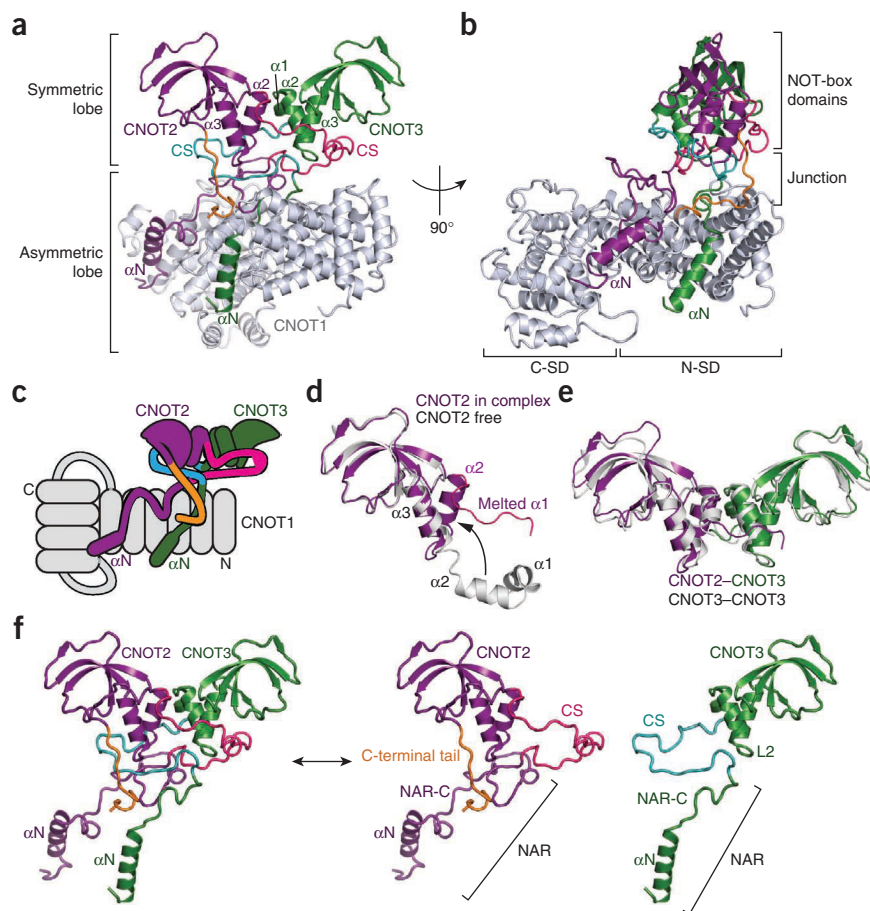 a
Symmetric
lobe
α1
α2
α2
CNOT2
α3
α3
CNOT3
CS
CS
Asymmetric
lobe
αN
αN
CNOT1
90°
b
NOT-box
domains
Junction
αN
αN
C-SD
N-SD
c
CNOT2
CNOT3
C
CNOT1
αN
αN
N
d
CNOT2 in complex
CNOT2 free
α2
α3
Melted α1
α2
α1
e
CNOT2–CNOT3
CNOT3–CNOT3
f
CNOT2
CNOT3
αN
αN
CNOT2
CS
C-terminal tail
NAR-C
αN
NAR
CNOT3
CS
L2
NAR-C
αN
NAR